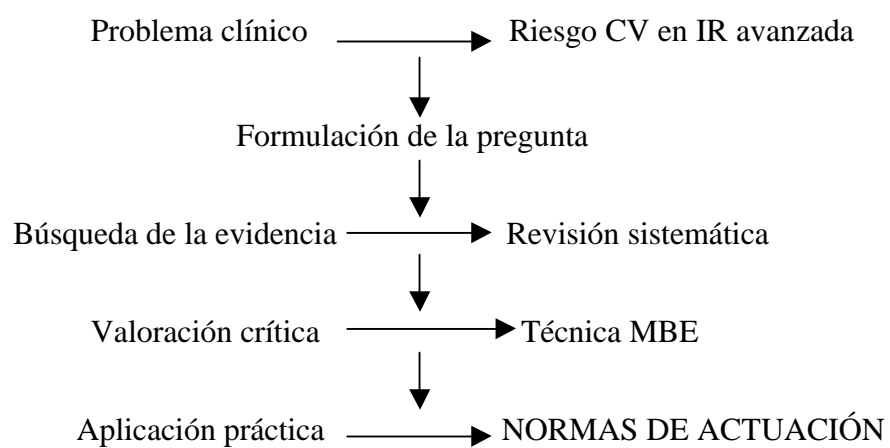 Problema clínico Riesgo CV en IR avanzada
Formulación de la pregunta
Búsqueda de la evidencia Revisión sistemática
Valoración crítica Técnica MBE
Aplicación práctica NORMAS DE ACTUACIÓN